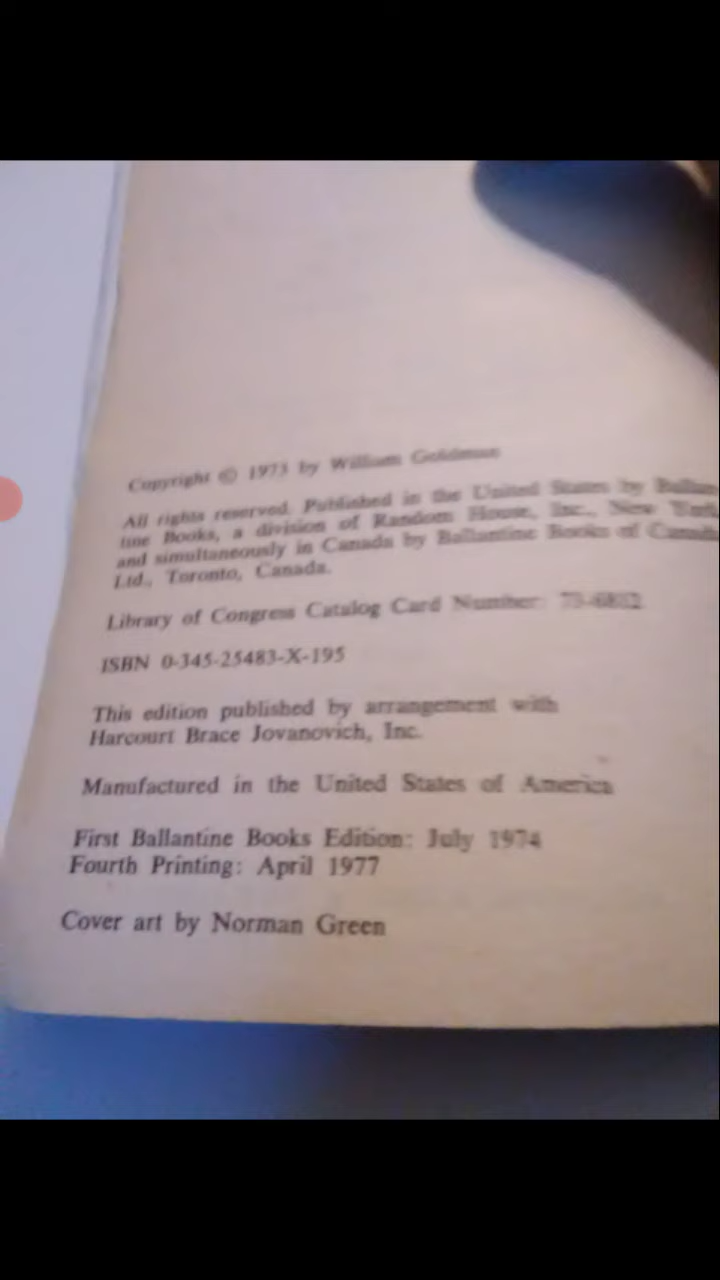 Copyright © 1973 by William Goldman
All rights reserved. Published in the United States by Ballan-
tine Books, a division of Random House, Inc., New York
and simultaneously in Canada by Ballantine Books of Canada
Ltd., Toronto, Canada.
Library of Congress Catalog Card Number:
ISBN 0-345-25483-X-195
This edition published by arrangement with
Harcourt Brace Jovanovich, Inc.
Manufactured in the United States of America
First Ballantine Books Edition: July 1974
Fourth Printing: April 1977
Cover art by Norman Green